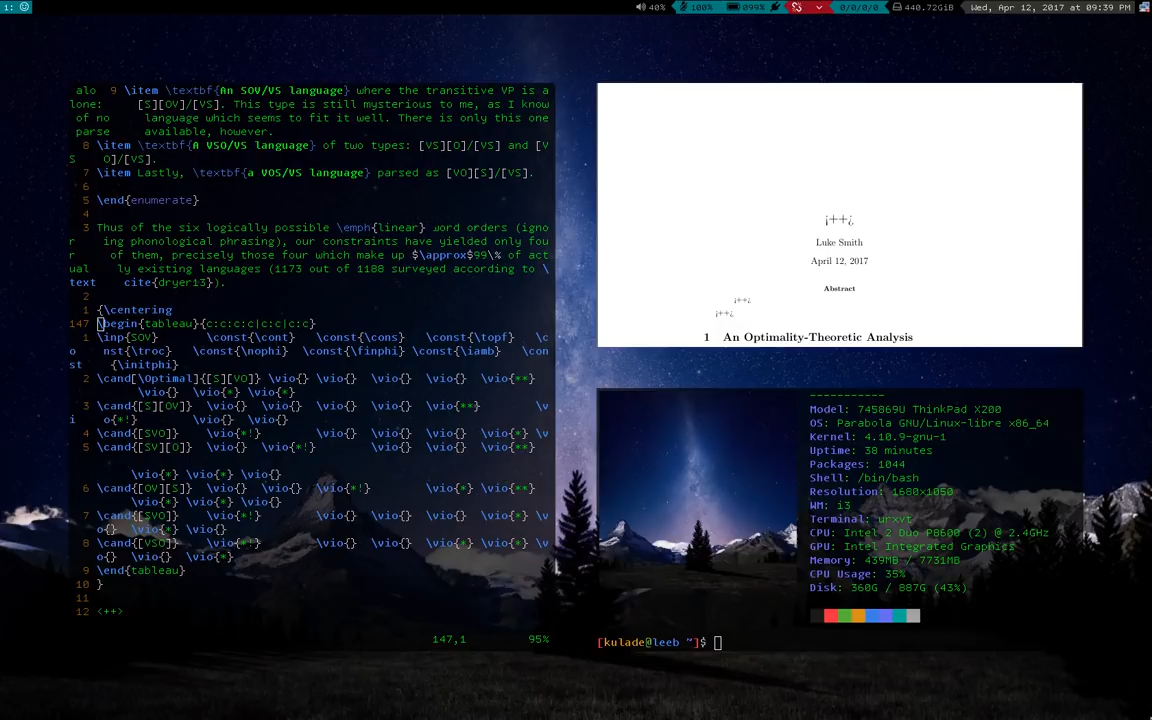 1: ☺
40% 100% 099% 0/0/0/0 440.72GiB Wed, Apr 12, 2017 at 09:39 PM
alo 9 \item \textbf{An SOV/VS language} where the transitive VP is a
lone: [S][OV]/[VS]. This type is still mysterious to me, as I know
of no language which seems to fit it well. There is only this one
parse available, however.
8 \item \textbf{A VSO/VS language} of two types: [VS][O]/[VS] and [V
S O]/[VS].
7 \item Lastly, \textbf{a VOS/VS language} parsed as [VO][S]/[VS].
6
5 \end{enumerate}
4
3 Thus of the six logically possible \emph{linear} word orders (igno
r ing phonological phrasing), our constraints have yielded only fou
r of them, precisely those four which make up $\approx$99\% of act
ual ly existing languages (1173 out of 1188 surveyed according to \
text cite{dryer13}).
2
1 {\centering
147 \begin{tableau}{c:c:c:c|c:c|c:c}
1 \inp{SOV} \const{\cont} \const{\cons} \const{\topf} \c
o nst{\troc} \const{\nophi} \const{\finphi} \const{\iamb} \con
st {\initphi}
2 \cand[\Optimal]{[S][VO]} \vio{} \vio{} \vio{} \vio{} \vio{**}
\vio{} \vio{*} \vio{*}
3 \cand{[S][OV]} \vio{} \vio{} \vio{} \vio{**} \v
i o{*!} \vio{} \vio{}
4 \cand{[SVO]} \vio{*!} \vio{} \vio{} \vio{} \vio{*} \v
5 \cand{[SV][O]} \vio{} \vio{*!} \vio{} \vio{} \vio{**}
\vio{*} \vio{*} \vio{}
6 \cand{[OV][S]} \vio{} \vio{} \vio{*!} \vio{*} \vio{**}
\vio{*} \vio{*} \vio{}
7 \cand{[SVO]} \vio{*!} \vio{} \vio{} \vio{} \vio{*} \v
o{} \vio{*} \vio{}
8 \cand{[VSO]} \vio{*!} \vio{} \vio{} \vio{*} \vio{*} \v
o{} \vio{} \vio{*}
9 \end{tableau}
10 }
11
12 <++>
147,1 95%
¡++¿
Luke Smith
April 12, 2017
Abstract
¡++¿
¡++¿
1 An Optimality-Theoretic Analysis
-----------
Model: 745869U ThinkPad X200
OS: Parabola GNU/Linux-libre x86_64
Kernel: 4.10.9-gnu-1
Uptime: 38 minutes
Packages: 1044
Shell: /bin/bash
Resolution: 1680x1050
WM: i3
Terminal: urxvt
CPU: Intel 2 Duo P8600 (2) @ 2.4GHz
GPU: Intel Integrated Graphics
Memory: 439MB / 7731MB
CPU Usage: 35%
Disk: 360G / 887G (43%)
[kulade@leeb ~]$